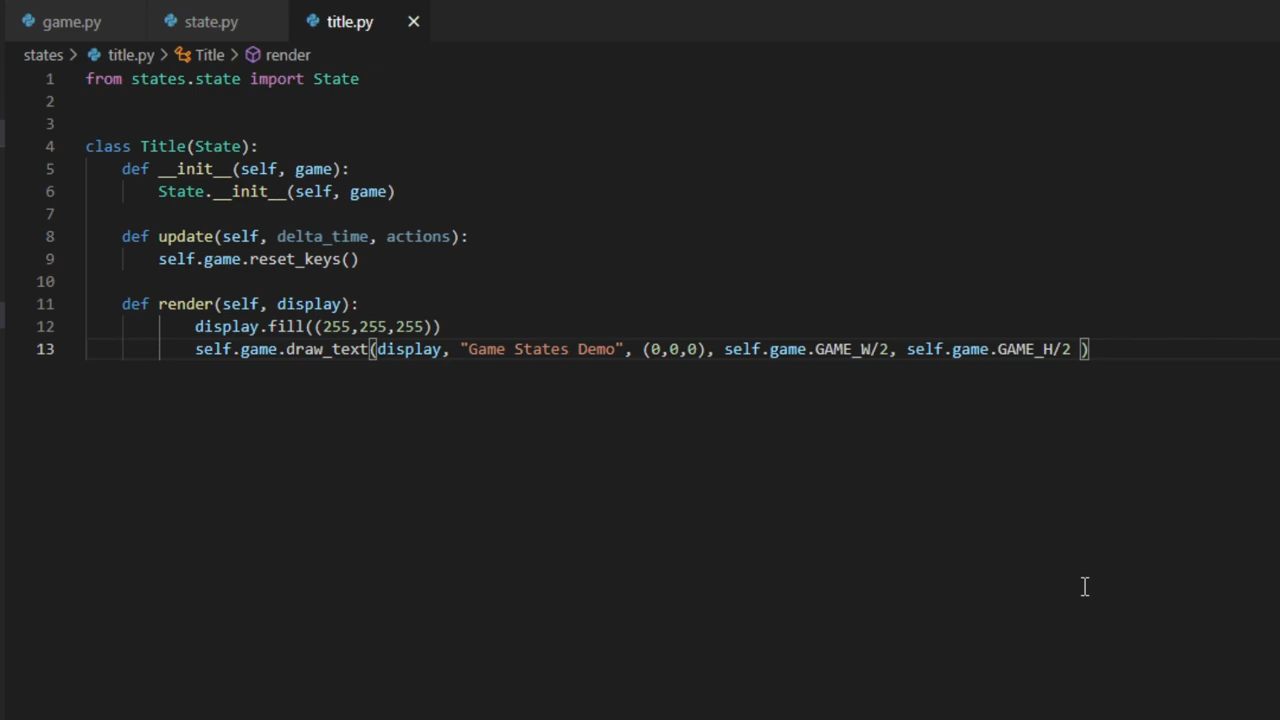 game.py state.py title.py ×
states > title.py > Title > render
1 from states.state import State
2
3
4 class Title(State):
5     def __init__(self, game):
6         State.__init__(self, game)
7
8     def update(self, delta_time, actions):
9         self.game.reset_keys()
10
11     def render(self, display):
12             display.fill((255,255,255))
13             self.game.draw_text(display, "Game States Demo", (0,0,0), self.game.GAME_W/2, self.game.GAME_H/2 )